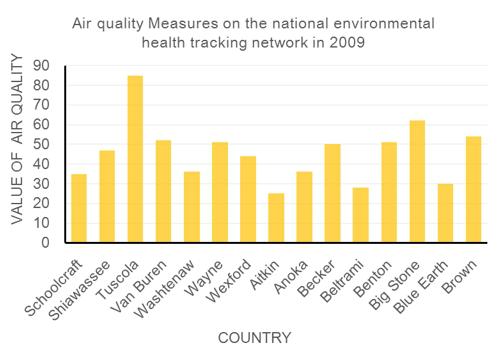 Air quality Measures on the national environmental
health tracking network in 2009
VALUE OF AIR QUALITY
90
80
70
60
50
40
30
20
10
0
Schoolcraft
Shiawassee
Tuscola
Van Buren
Washtenaw
Wayne
Wexford
Aitkin
Anoka
Becker
Beltrami
Benton
Big Stone
Blue Earth
Brown
COUNTRY